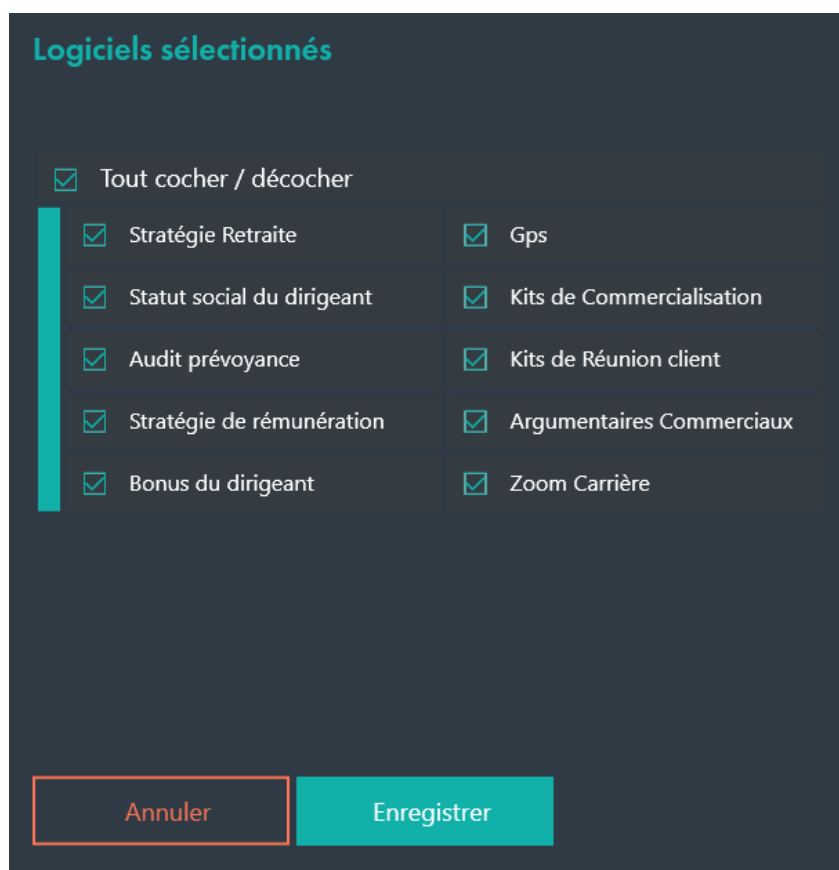 Logiciels sélectionnés
Tout cocher / décocher
Stratégie Retraite
Gps
Statut social du dirigeant
Kits de Commercialisation
Audit prévoyance
Kits de Réunion client
Stratégie de rémunération
Argumentaires Commerciaux
Bonus du dirigeant
Zoom Carrière
Annuler
Enregistrer